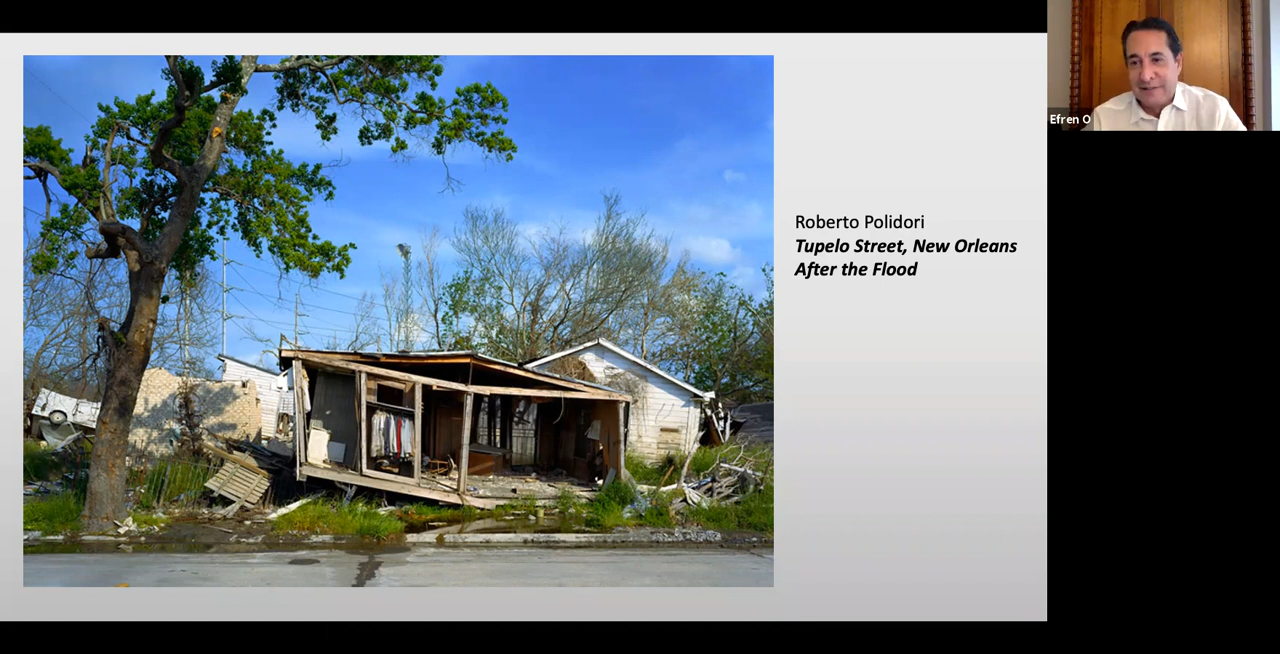 Roberto Polidori
Tupelo Street, New Orleans
After the Flood
Efren O